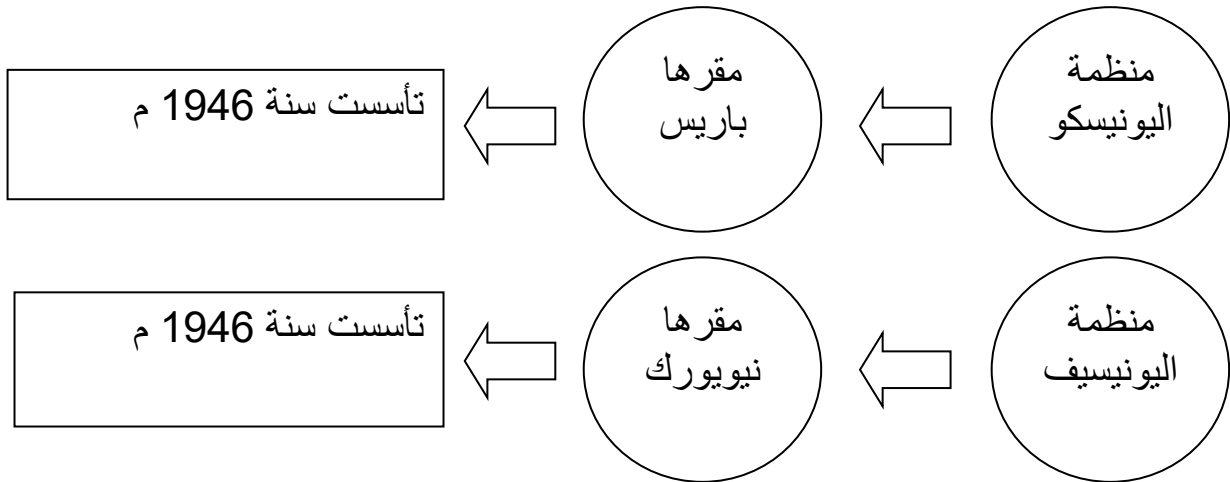 منظمة
اليونيسكو
مقرها
باريس
تأسست سنة 1946 م
منظمة
اليونيسيف
مقرها
نيويورك
تأسست سنة 1946 م